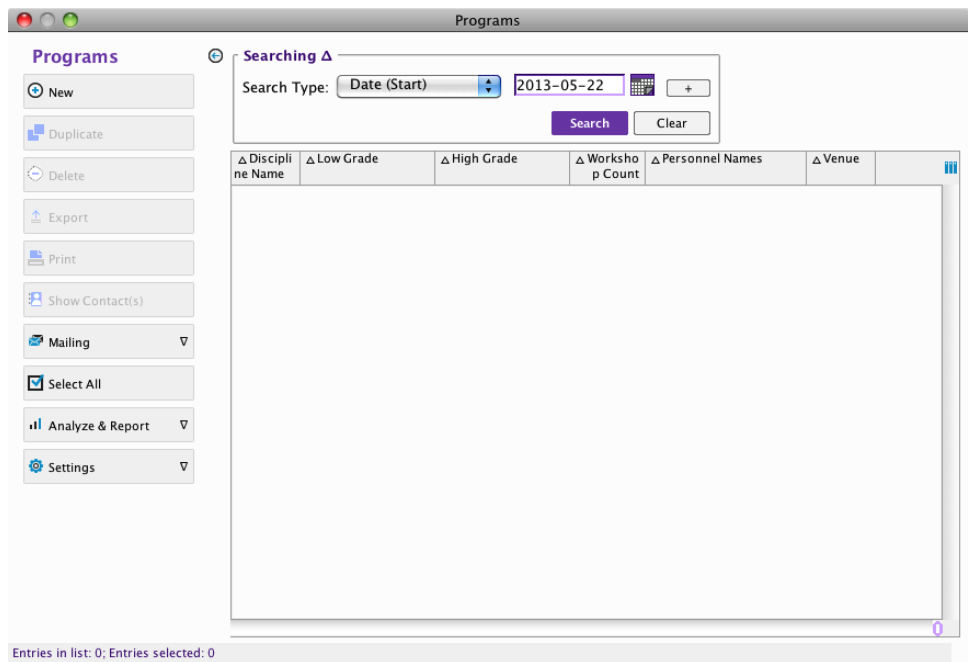 Programs
Programs
Searching Δ
Search Type: Date (Start) 2013-05-22 +
Search Clear
New
Duplicate
Delete
Export
Print
Show Contact(s)
Mailing ∇
Select All
Analyze & Report ∇
Settings ∇
Δ Discipli
ne Name
Δ Low Grade
Δ High Grade
Δ Worksho
p Count
Δ Personnel Names
Δ Venue
0
Entries in list: 0; Entries selected: 0